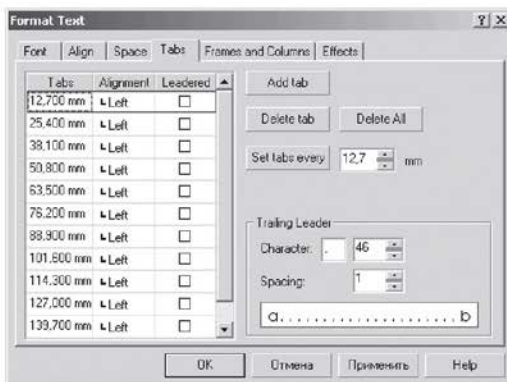 Format Text ? X
Font Align Space Tabs Frames and Columns Effects
Tabs Alignment Leadered
12,700 mm Left
25,400 mm Left
38,100 mm Left
50,800 mm Left
63,500 mm Left
76,200 mm Left
88,900 mm Left
101,600 mm Left
114,300 mm Left
127,000 mm Left
139,700 mm Left
Add tab
Delete tab Delete All
Set tabs every 12,7 mm
Trailing Leader
Character: . 46
Spacing: 1
a. . . . . . . . . . . . . . . . . . . . b
OK Отмена Применить Help